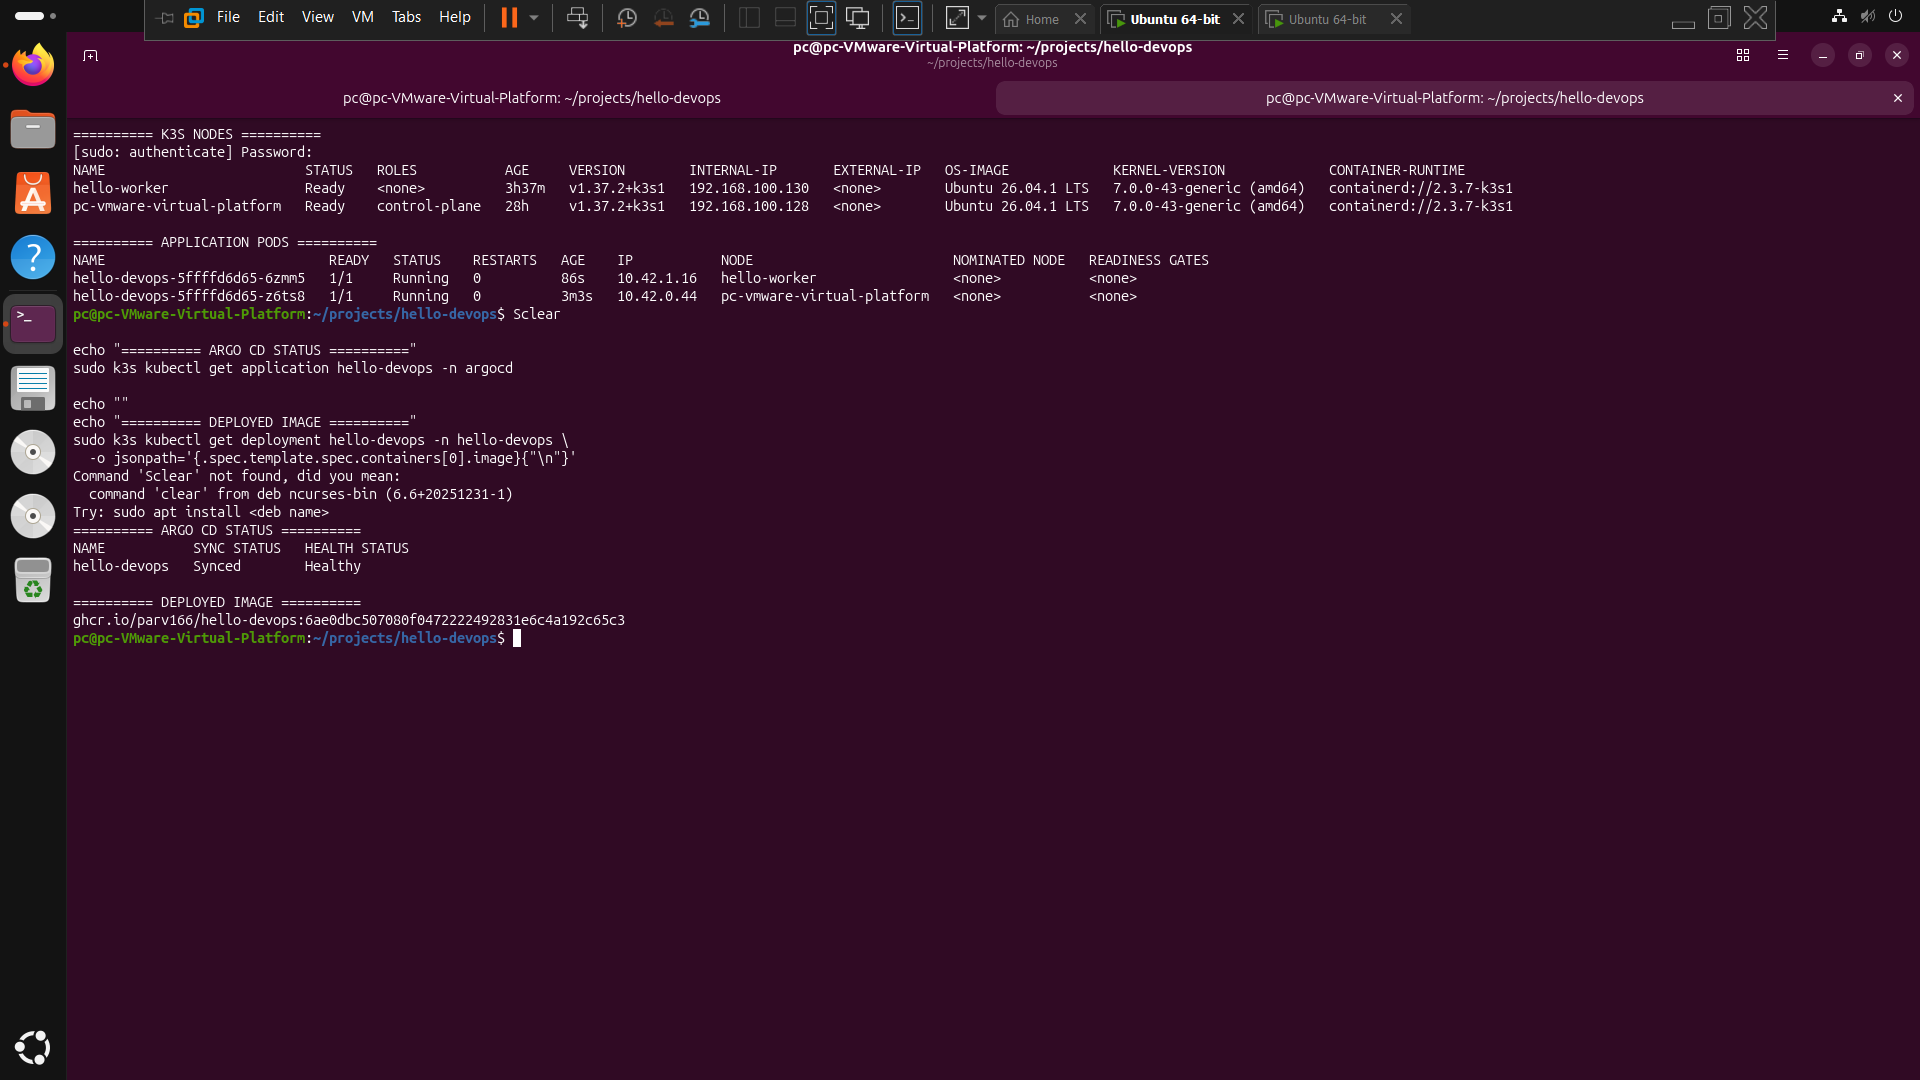 File Edit View VM Tabs Help Home Ubuntu 64-bit Ubuntu 64-bit
pc@pc-VMware-Virtual-Platform: ~/projects/hello-devops
~/projects/hello-devops
pc@pc-VMware-Virtual-Platform: ~/projects/hello-devops pc@pc-VMware-Virtual-Platform: ~/projects/hello-devops
========== K3S NODES ==========
[sudo: authenticate] Password:
NAME STATUS ROLES AGE VERSION INTERNAL-IP EXTERNAL-IP OS-IMAGE KERNEL-VERSION CONTAINER-RUNTIME
hello-worker Ready <none> 3h37m v1.37.2+k3s1 192.168.100.130 <none> Ubuntu 26.04.1 LTS 7.0.0-43-generic (amd64) containerd://2.3.7-k3s1
pc-vmware-virtual-platform Ready control-plane 28h v1.37.2+k3s1 192.168.100.128 <none> Ubuntu 26.04.1 LTS 7.0.0-43-generic (amd64) containerd://2.3.7-k3s1
========== APPLICATION PODS ==========
NAME READY STATUS RESTARTS AGE IP NODE NOMINATED NODE READINESS GATES
hello-devops-5ffffd6d65-6zmm5 1/1 Running 0 86s 10.42.1.16 hello-worker <none> <none>
hello-devops-5ffffd6d65-z6ts8 1/1 Running 0 3m3s 10.42.0.44 pc-vmware-virtual-platform <none> <none>
pc@pc-VMware-Virtual-Platform:~/projects/hello-devops$ Sclear
echo "========== ARGO CD STATUS =========="
sudo k3s kubectl get application hello-devops -n argocd
echo ""
echo "========== DEPLOYED IMAGE =========="
sudo k3s kubectl get deployment hello-devops -n hello-devops \
-o jsonpath='{.spec.template.spec.containers[0].image}{"\n"}'
Command 'Sclear' not found, did you mean:
command 'clear' from deb ncurses-bin (6.6+20251231-1)
Try: sudo apt install <deb name>
========== ARGO CD STATUS ==========
NAME SYNC STATUS HEALTH STATUS
hello-devops Synced Healthy
========== DEPLOYED IMAGE ==========
ghcr.io/parv166/hello-devops:6ae0dbc507080f0472222492831e6c4a192c65c3
pc@pc-VMware-Virtual-Platform:~/projects/hello-devops$